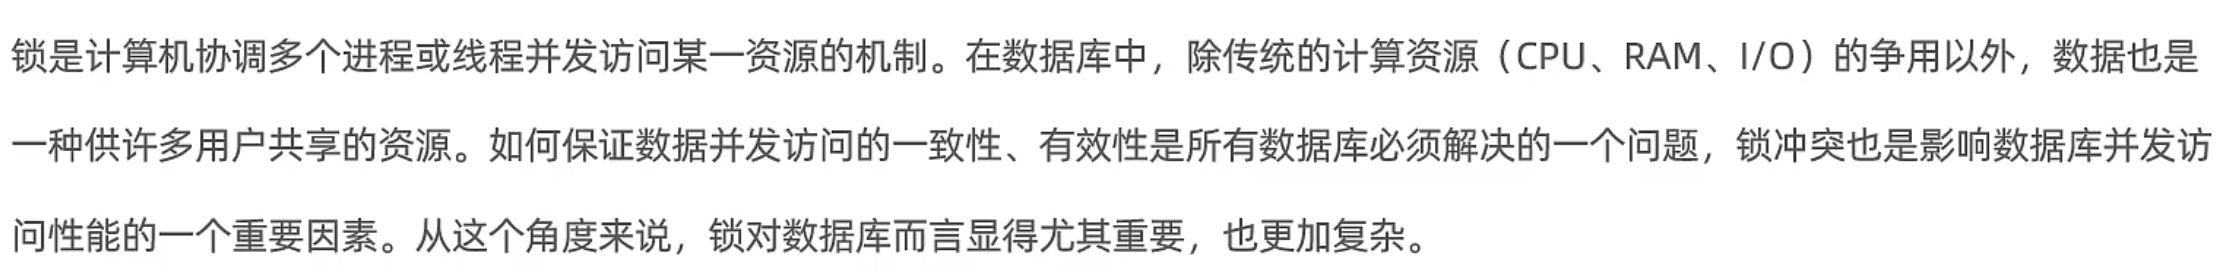 锁是计算机协调多个进程或线程并发访问某一资源的机制。在数据库中，除传统的计算资源（CPU、RAM、I/O）的争用以外，数据也是
一种供许多用户共享的资源。如何保证数据并发访问的一致性、有效性是所有数据库必须解决的一个问题，锁冲突也是影响数据库并发访
问性能的一个重要因素。从这个角度来说，锁对数据库而言显得尤其重要，也更加复杂。